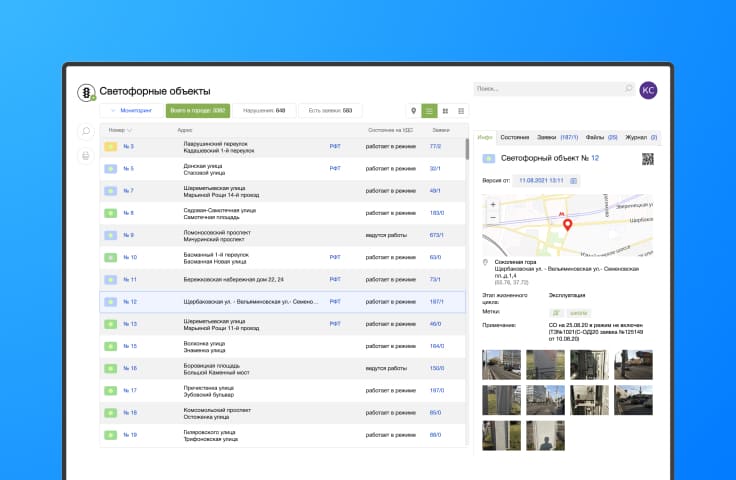 Светофорные объекты
Поиск...
КС
Мониторинг
Всего в городе: 3382
Нарушения: 648
Есть заявки: 583
Номер
Адрес
Состояние на УДС
Заявки
№ 3
Лаврушинский переулок
Кадашевский 1-й переулок
РФТ
работает в режиме
77/2
№ 5
Донская улица
Стасовой улица
РФТ
работает в режиме
32/1
№ 7
Шереметьевская улица
Марьиной Рощи 14-й проезд
работает в режиме
49/1
№ 8
Садовая-Самотечная улица
Самотечная площадь
работает в режиме
183/0
№ 9
Ломоносовский проспект
Мичуринский проспект
ведутся работы
673/1
№ 10
Басманный 1-й переулок
Басманная Новая улица
РФТ
работает в режиме
63/0
№ 11
Бережковская набережная дом 22, 24
РФТ
работает в режиме
73/1
№ 12
Щербаковская ул. - Вельяминовская ул.- Семено...
РФТ
работает в режиме
187/1
№ 13
Шереметьевская улица
Марьиной Рощи 11-й проезд
РФТ
работает в режиме
46/0
№ 15
Волхонка улица
Знаменка улица
работает в режиме
164/0
№ 16
Боровицкая площадь
Большой Каменный мост
ведутся работы
150/0
№ 17
Пречистенка улица
Зубовский бульвар
работает в режиме
187/0
№ 18
Комсомольский проспект
Остоженка улица
работает в режиме
85/0
№ 19
Гиляровского улица
Трифоновская улица
работает в режиме
88/0
Инфо
Состояние
Заявки (187/1)
Файлы (25)
Журнал (2)
Светофорный объект № 12
Версия от:
11.08.2021 13:11
+
−
Соколиная гора
Щербаковская ул. - Вельяминовская ул.- Семеновская
пл. д.1,4
(55.78, 37.72)
Этап жизненного
цикла:
Эксплуатация
Метки:
ДГ
школа
Примечание:
СО на 25.08.20 в режим не включен
(ТЗ№1021(С-ОД)20 заявка №125149
от 10.08.20)